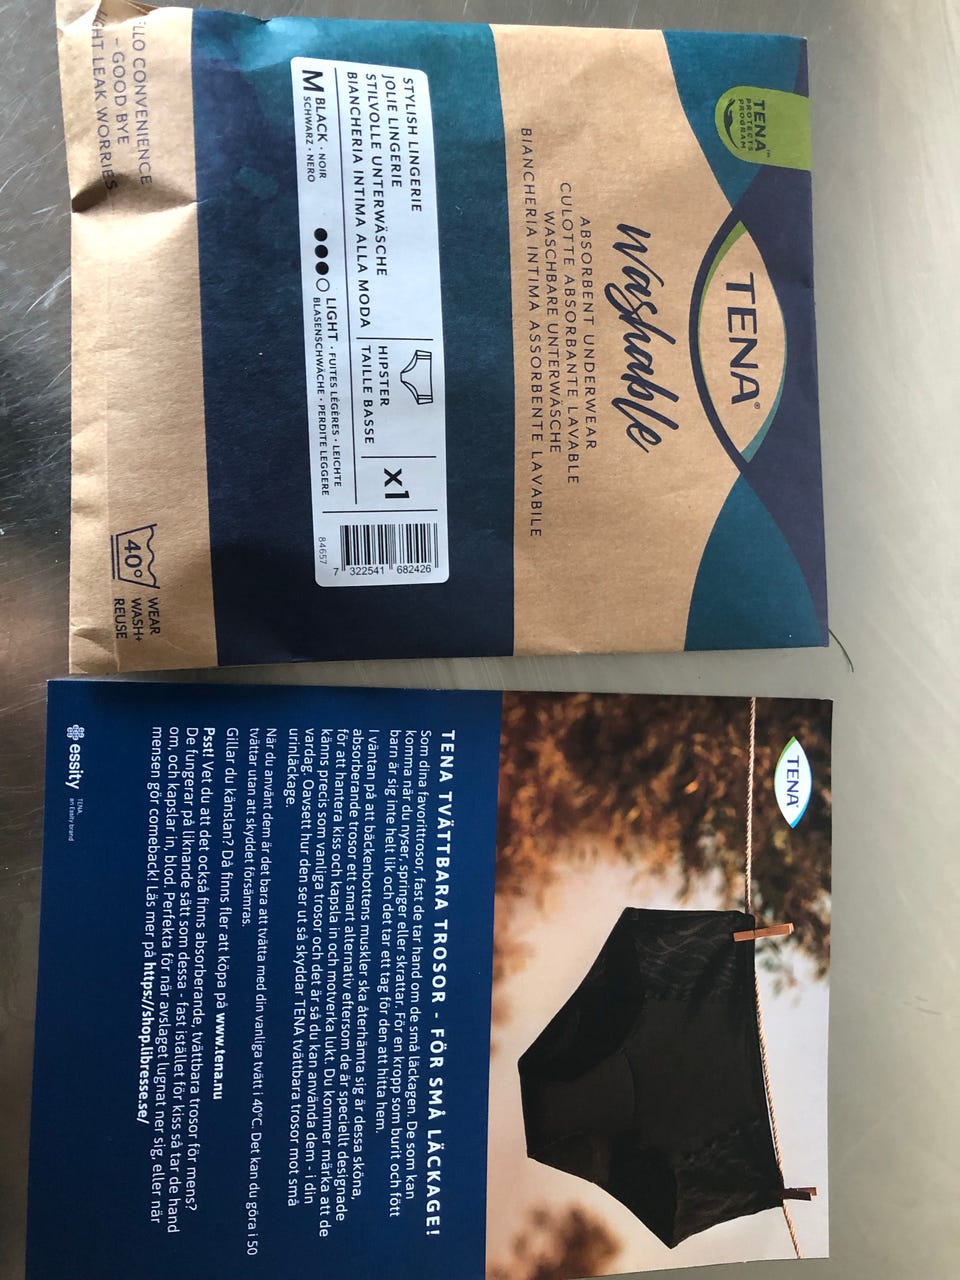 TENA™
PROTECTS
PROGRAM
TENA®
washable
ABSORBENT UNDERWEAR
CULOTTE ABSORBANTE LAVABLE
WASCHBARE UNTERWÄSCHE
BIANCHERIA INTIMA ASSORBENTE LAVABILE
STYLISH LINGERIE
JOLIE LINGERIE
STILVOLLE UNTERWÄSCHE
BIANCHERIA INTIMA ALLA MODA
HIPSTER
TAILLE BASSE
x1
M BLACK · NOIR
SCHWARZ · NERO
LIGHT · FUITES LÉGÈRES · LEICHTE
BLASENSCHWÄCHE · PERDITE LEGGERE
84657
7 322541 682426
LLO CONVENIENCE
– GOOD BYE
GHT LEAK WORRIES
40°
WEAR
WASH+
REUSE
TENA®
TENA TVÄTTBARA TROSOR - FÖR SMÅ LÄCKAGE!
Som dina favorittrosor, fast de tar hand om de små läckagen. De som kan
komma när du nyser, springer eller skrattar. För en kropp som burit och fött
barn är sig inte helt lik och det tar ett tag för den att hitta hem.
I väntan på att bäckenbottens muskler ska återhämta sig är dessa sköna,
absorberande trosor ett smart alternativ eftersom de är speciellt designade
för att hantera kiss och kapsla in och motverka lukt. Du kommer märka att de
känns precis som vanliga trosor och det är så du kan använda dem - i din
vardag. Oavsett hur den ser ut så skyddar TENA tvättbara trosor mot små
urinläckage.
När du använt dem är det bara att tvätta med din vanliga tvätt i 40°C. Det kan du göra i 50
tvättar utan att skyddet försämras.
Gillar du känslan? Då finns fler att köpa på www.tena.nu
Psst! Vet du att det också finns absorberande, tvättbara trosor för mens?
De fungerar på liknande sätt som dessa - fast istället för kiss så tar de hand
om, och kapslar in, blod. Perfekta för när avslaget lugnat ner sig, eller när
mensen gör comeback! Läs mer på https://shop.libresse.se/
essity
TENA,
an Essity brand